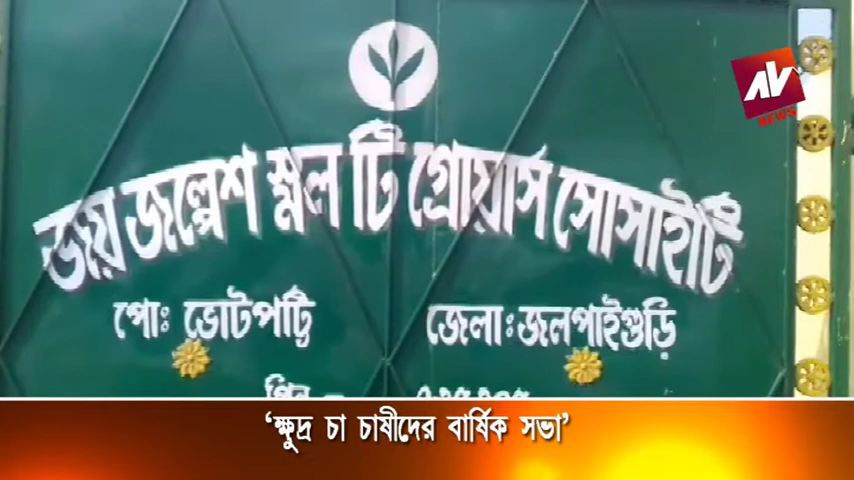 AV
NEWS
জয় জল্পেশ স্মল টি গ্রোয়ার্স সোসাইটি
পোঃ ভোটপট্টি
জেলাঃ জলপাইগুড়ি
পিন -
‘ক্ষুদ্র চা চাষীদের বার্ষিক সভা’